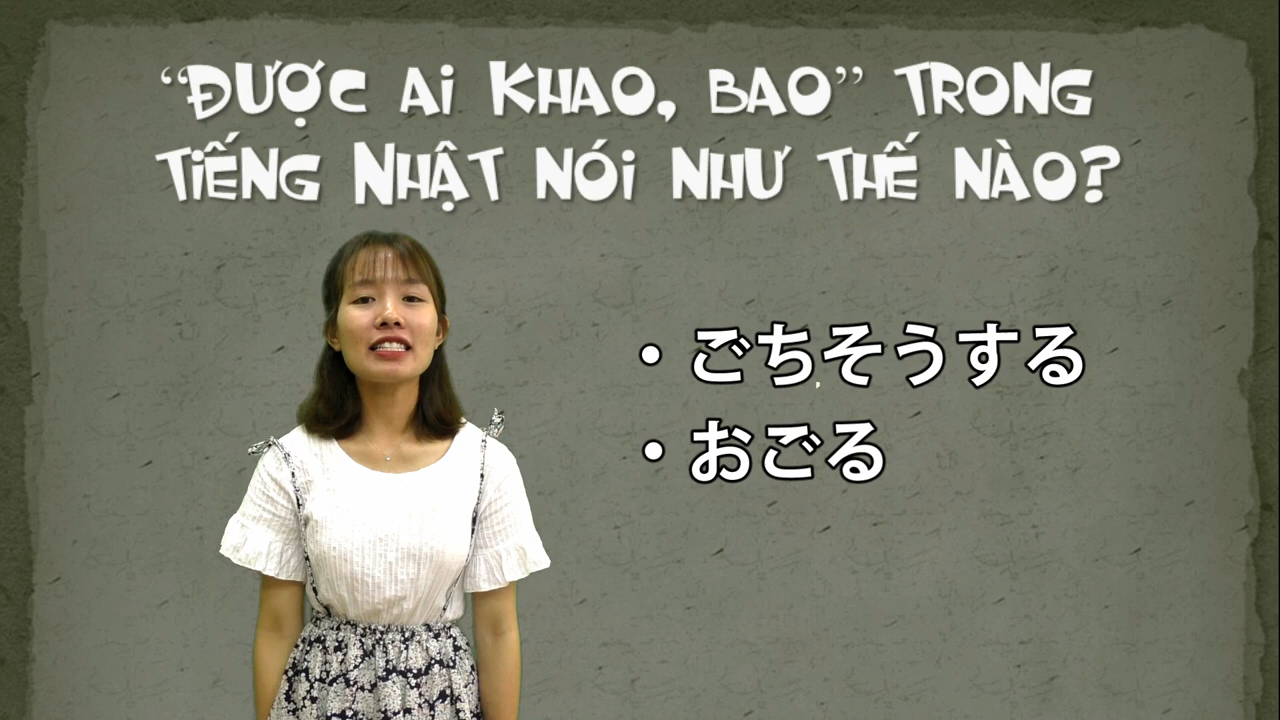 “ĐƯỢC AI KHAO, BAO” TRONG
TIẾNG NHẬT NÓI NHƯ THẾ NÀO?
・ごちそうする
・おごる